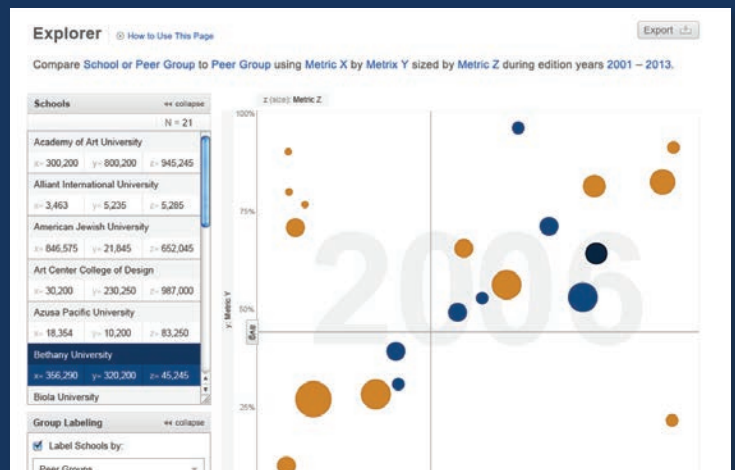 Explorer How to Use This Page
Export
Compare School or Peer Group to Peer Group using Metric X by Metrix Y sized by Metric Z during edition years 2001 – 2013.
Schools collapse
N = 21
Academy of Art University
x= 300,200 y= 800,200 z= 945,245
Alliant International University
x= 3,463 y= 5,235 z= 5,285
American Jewish University
x= 846,575 y= 21,845 z= 652,045
Art Center College of Design
x= 30,200 y= 230,250 z= 987,000
Azusa Pacific University
x= 18,354 y= 10,200 z= 83,250
Bethany University
x= 356,290 y= 320,200 z= 45,245
Biola University
Group Labeling collapse
Label Schools by:
Peer Groups
z (size): Metric Z
100%
75%
50%
25%
y: Metric Y
avg
2006